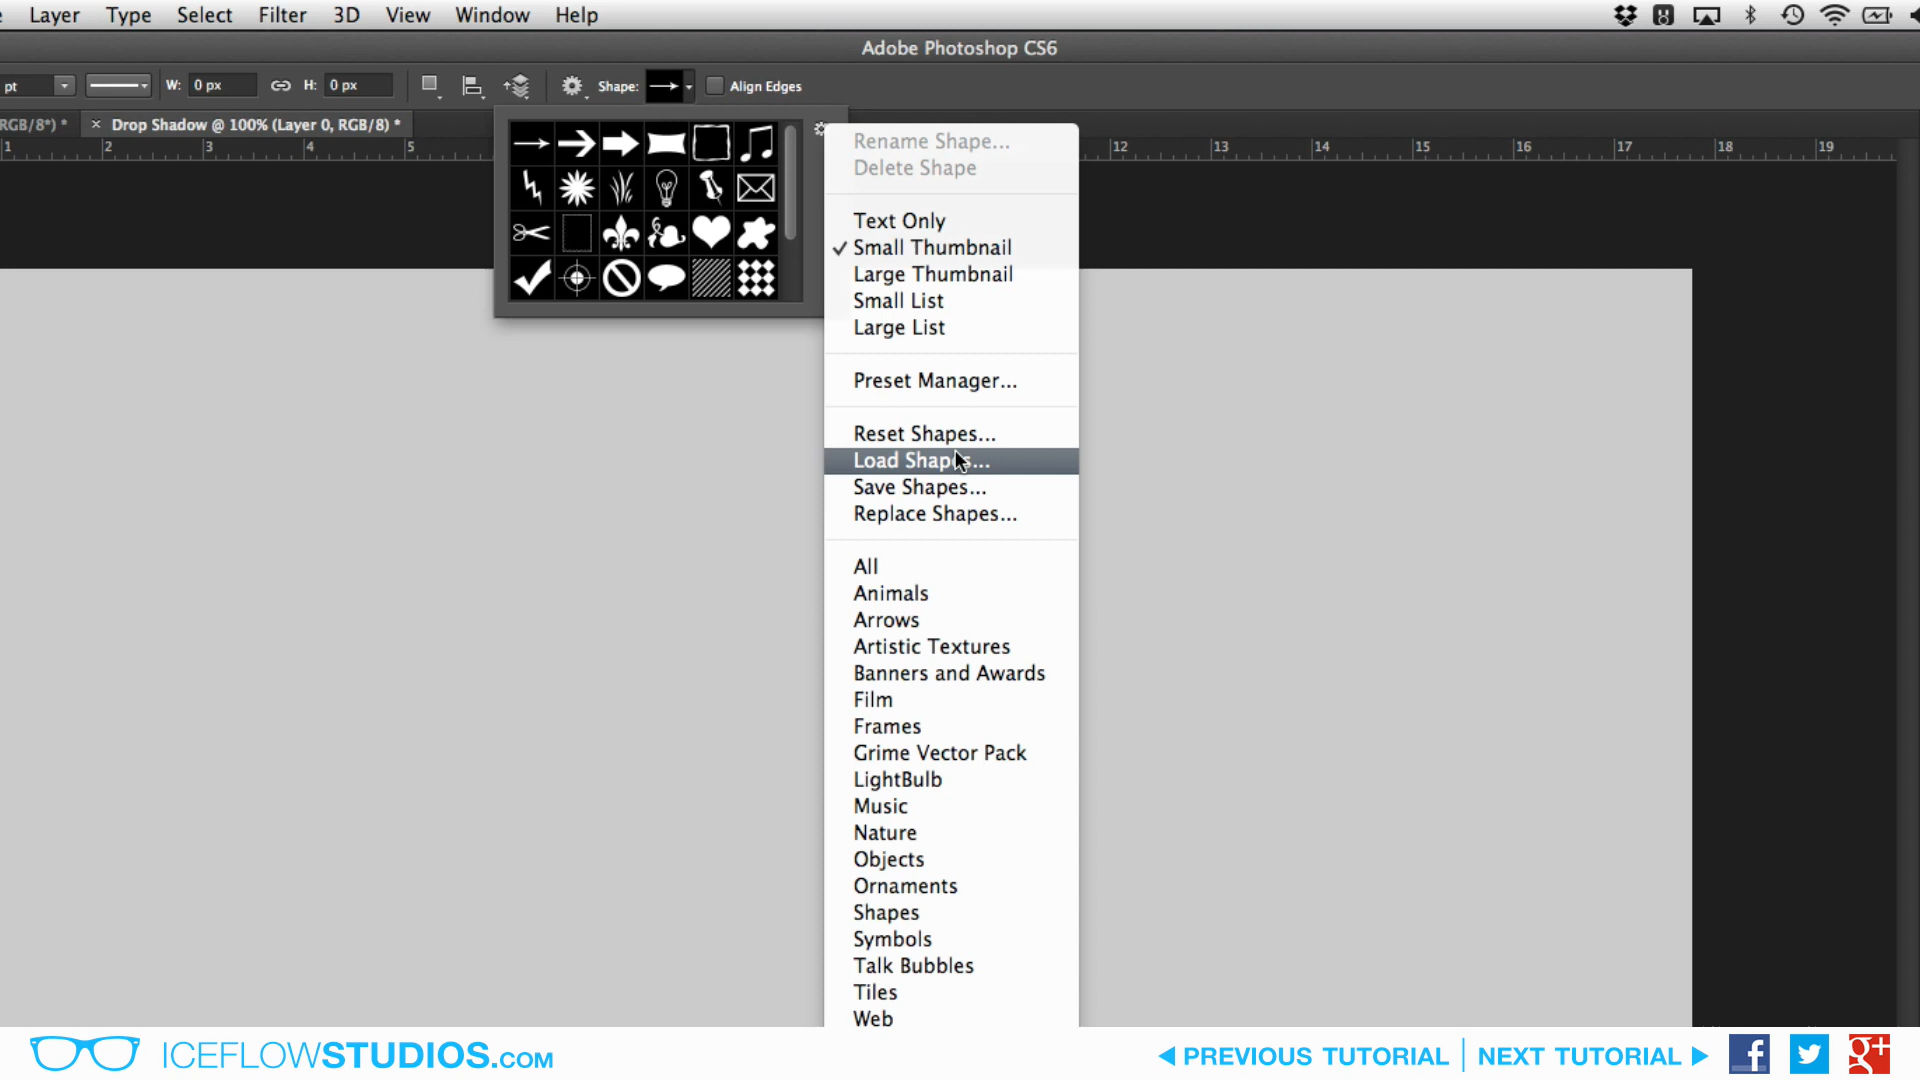 Layer Type Select Filter 3D View Window Help
Adobe Photoshop CS6
pt W: 0 px H: 0 px Shape: Align Edges
RGB/8*) * × Drop Shadow @ 100% (Layer 0, RGB/8) *
1 2 3 4 5 12 13 14 15 16 17 18 19
Rename Shape...
Delete Shape
Text Only
✓ Small Thumbnail
Large Thumbnail
Small List
Large List
Preset Manager...
Reset Shapes...
Load Shapes...
Save Shapes...
Replace Shapes...
All
Animals
Arrows
Artistic Textures
Banners and Awards
Film
Frames
Grime Vector Pack
LightBulb
Music
Nature
Objects
Ornaments
Shapes
Symbols
Talk Bubbles
Tiles
Web
ICEFLOWSTUDIOS.COM
PREVIOUS TUTORIAL | NEXT TUTORIAL
f g+